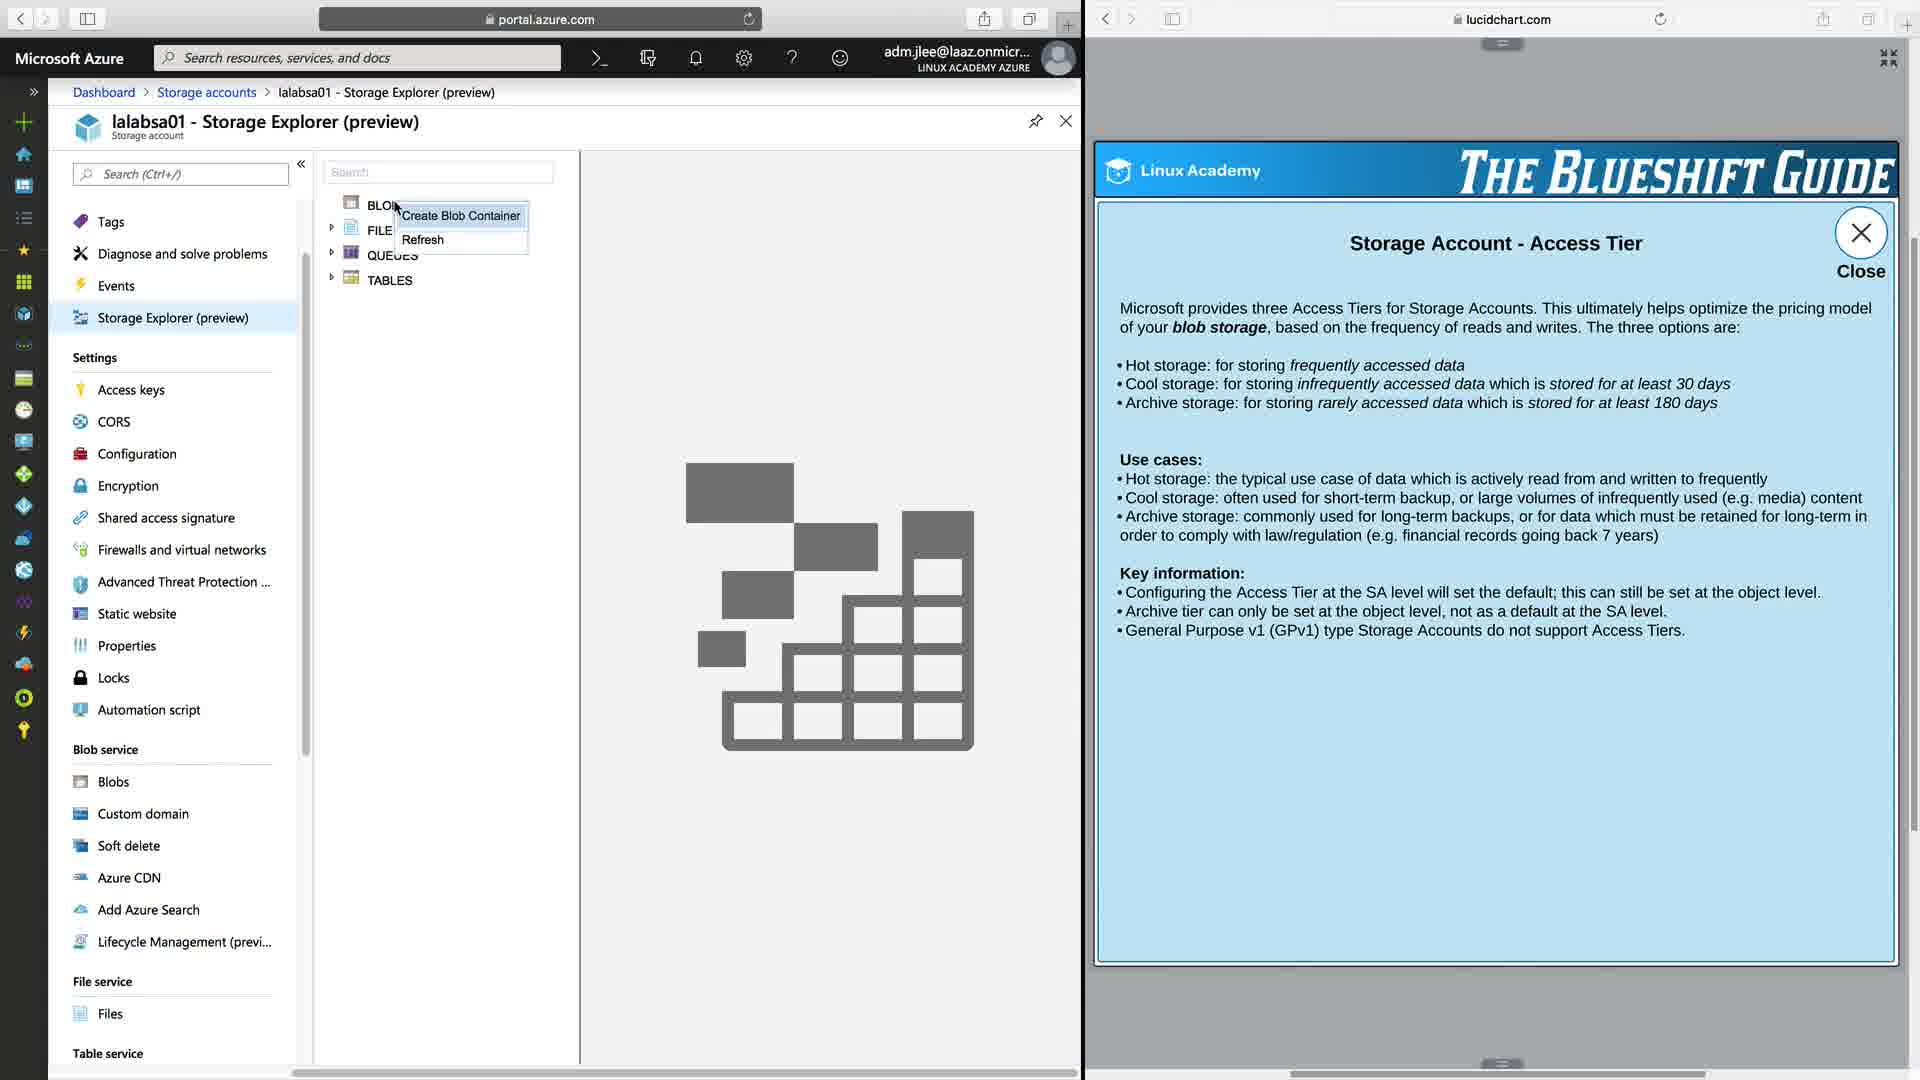 portal.azure.com
lucidchart.com
Microsoft Azure
Search resources, services, and docs
adm.jlee@laaz.onmicr...
LINUX ACADEMY AZURE
Dashboard > Storage accounts > lalabsa01 - Storage Explorer (preview)
lalabsa01 - Storage Explorer (preview)
Storage account
Search (Ctrl+/)
Tags
Diagnose and solve problems
Events
Storage Explorer (preview)
Settings
Access keys
CORS
Configuration
Encryption
Shared access signature
Firewalls and virtual networks
Advanced Threat Protection ...
Static website
Properties
Locks
Automation script
Blob service
Blobs
Custom domain
Soft delete
Azure CDN
Add Azure Search
Lifecycle Management (previ...
File service
Files
Table service
Search
Create Blob Container
FILE
Refresh
QUEUES
TABLES
Linux Academy
THE BLUESHIFT GUIDE
Storage Account - Access Tier
Close
Microsoft provides three Access Tiers for Storage Accounts. This ultimately helps optimize the pricing model
of your blob storage, based on the frequency of reads and writes. The three options are:
• Hot storage: for storing frequently accessed data
• Cool storage: for storing infrequently accessed data which is stored for at least 30 days
• Archive storage: for storing rarely accessed data which is stored for at least 180 days
Use cases:
• Hot storage: the typical use case of data which is actively read from and written to frequently
• Cool storage: often used for short-term backup, or large volumes of infrequently used (e.g. media) content
• Archive storage: commonly used for long-term backups, or for data which must be retained for long-term in
order to comply with law/regulation (e.g. financial records going back 7 years)
Key information:
• Configuring the Access Tier at the SA level will set the default; this can still be set at the object level.
• Archive tier can only be set at the object level, not as a default at the SA level.
• General Purpose v1 (GPv1) type Storage Accounts do not support Access Tiers.